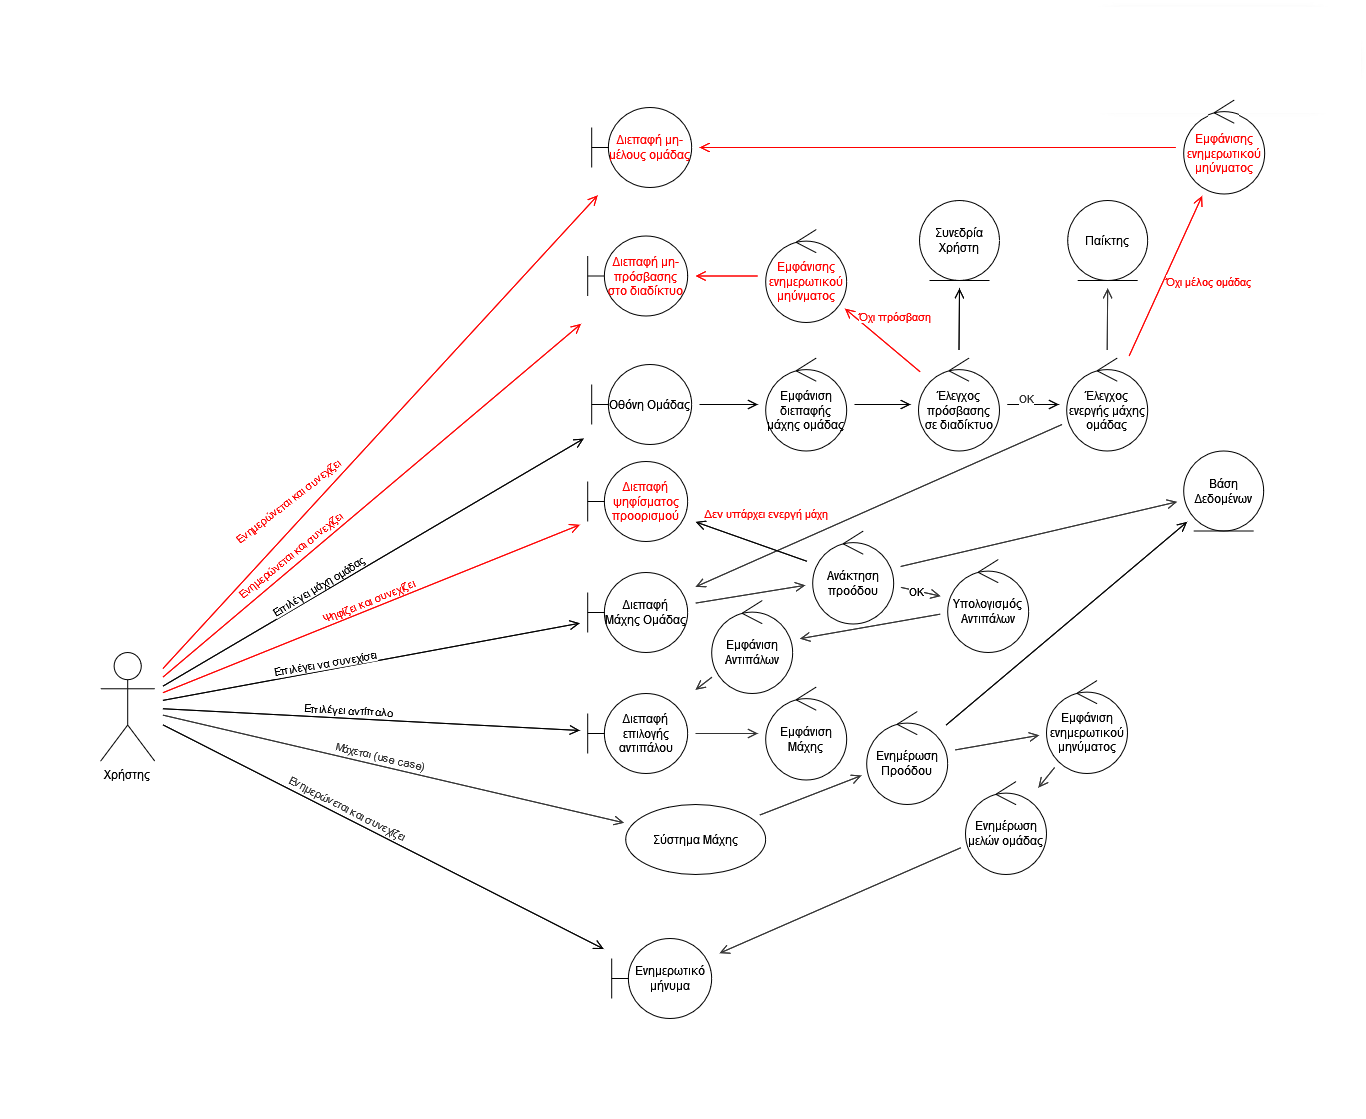 Διεπαφή μη-
μέλους ομάδας
Εμφάνισης
ενημερωτικού
μηύνματος
Συνεδρία
Χρήστη
Παίκτης
Διεπαφή μη-
πρόσβασης
στο διαδίκτυο
Εμφάνισης
ενημερωτικού
μηύνματος
Όχι μέλος ομάδας
Όχι πρόσβαση
Οθόνη Ομάδας
Εμφάνιση
διεπαφής
μάχης ομάδας
Έλεγχος
πρόσβασης
σε διαδίκτυο
OK
Έλεγχος
ενεργής μάχης
ομάδας
Ενημερώνεται και συνεχίζει
Ενημερώνεται και συνεχίζει
Επιλέγει μάχη ομάδας
Διεπαφή
ψηφίσματος
προορισμού
Δεν υπάρχει ενεργή μάχη
Βάση
Δεδομένων
Ψηφίζει και συνεχίζει
Διεπαφή
Μάχης Ομάδας
Ανάκτηση
προόδου
OK
Υπολογισμός
Αντιπάλων
Εμφάνιση
Αντιπάλων
Επιλέγει να συνεχίσει
Επιλέγει αντίπαλο
Διεπαφή
επιλογής
αντιπάλου
Εμφάνιση
Μάχης
Ενημέρωση
Προόδου
Εμφάνιση
ενημερωτικού
μηνύματος
Χρήστης
Μάχεται (use case)
Ενημερώνεται και συνεχίζει
Σύστημα Μάχης
Ενημέρωση
μελών ομάδας
Ενημερωτικό
μήνυμα